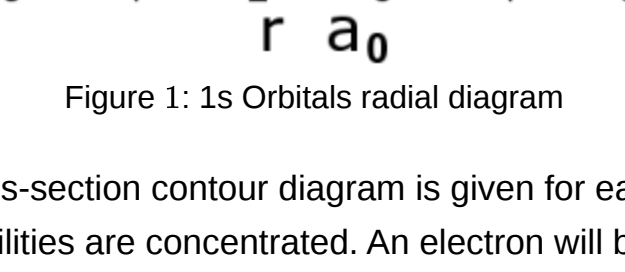 r a₀
Figure 1: 1s Orbitals radial diagram
s-section contour diagram is given for ea
ilities are concentrated. An electron will b